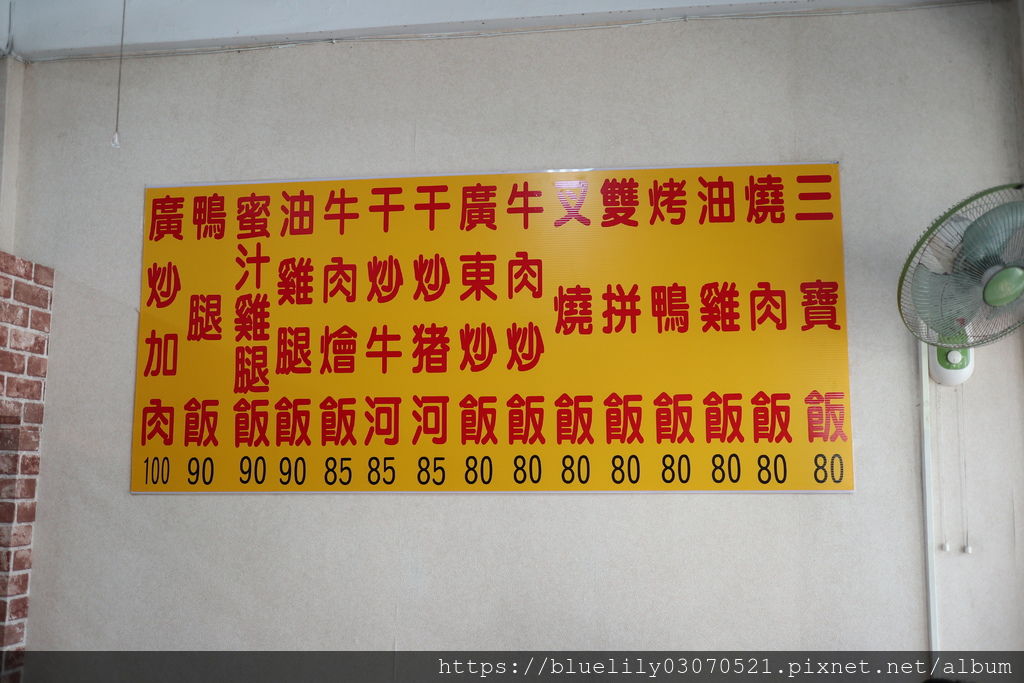 三寶飯 80
燒肉飯 80
油雞飯 80
烤鴨飯 80
雙拼飯 80
叉燒飯 80
牛肉炒飯 80
廣東炒飯 80
干炒猪河 85
干炒牛河 85
牛肉燴飯 85
油雞腿飯 90
蜜汁雞腿飯 90
鴨腿飯 90
廣炒加肉 100
https://bluelily03070521.pixnet.net/album